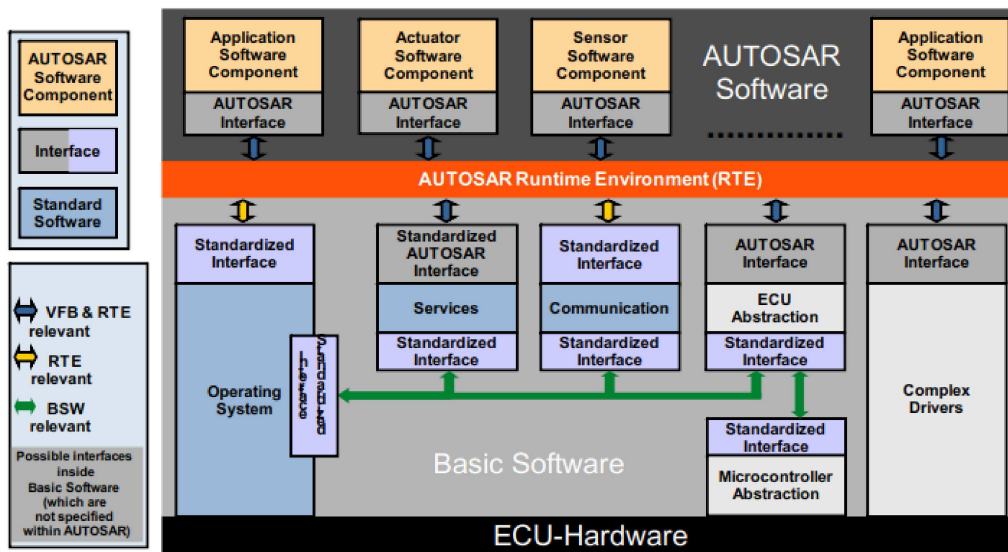 AUTOSAR
Software
Component
Interface
Standard
Software
VFB & RTE
relevant
RTE
relevant
BSW
relevant
Possible interfaces
inside
Basic Software
(which are
not specified
within AUTOSAR)
Application
Software
Component
AUTOSAR
Interface
Actuator
Software
Component
AUTOSAR
Interface
Sensor
Software
Component
AUTOSAR
Interface
AUTOSAR
Software
..............
Application
Software
Component
AUTOSAR
Interface
AUTOSAR Runtime Environment (RTE)
Standardized
Interface
Operating
System
Standardized
AUTOSAR
Interface
Services
Standardized
Interface
Standardized
Interface
Communication
Standardized
Interface
AUTOSAR
Interface
ECU
Abstraction
Standardized
Interface
Standardized
Interface
Microcontroller
Abstraction
AUTOSAR
Interface
Complex
Drivers
Basic Software
ECU-Hardware